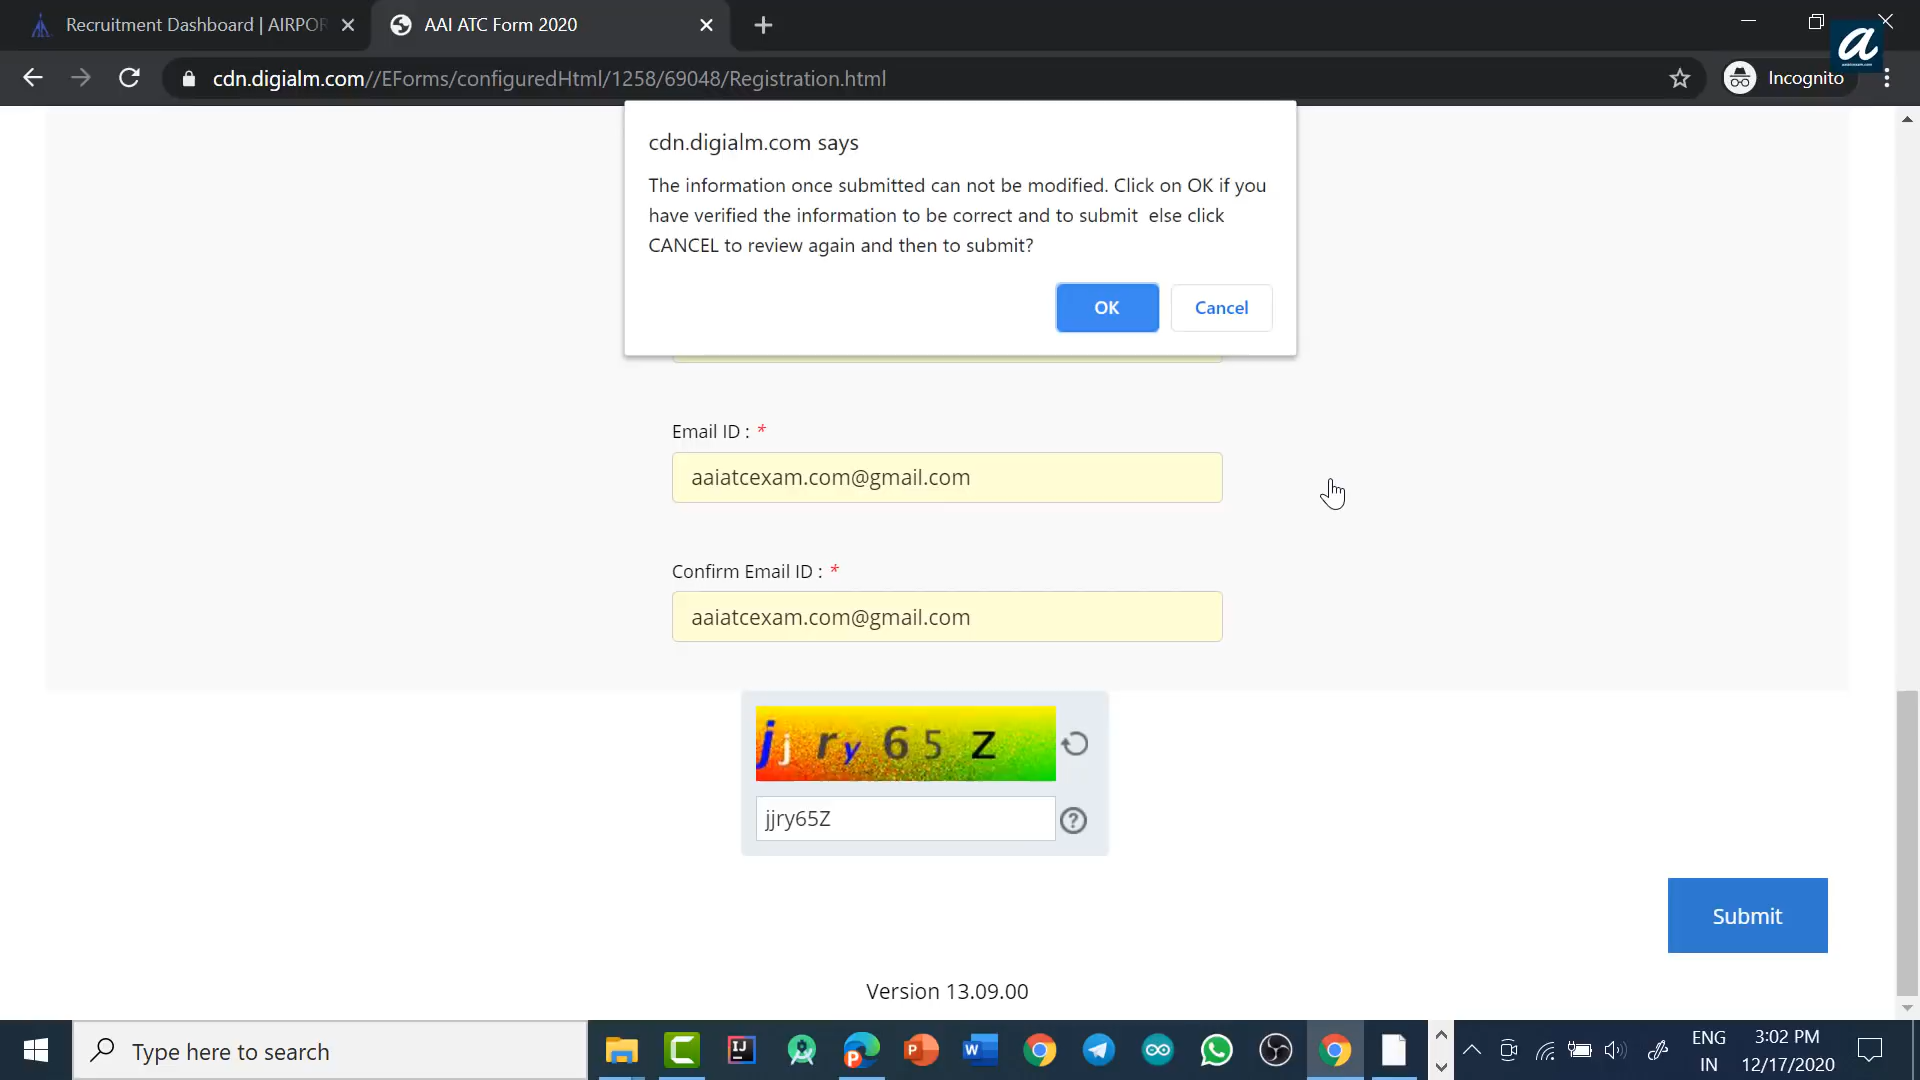 Recruitment Dashboard | AIRPOR
AAI ATC Form 2020
cdn.digialm.com//EForms/configuredHtml/1258/69048/Registration.html
Incognito
cdn.digialm.com says
The information once submitted can not be modified. Click on OK if you
have verified the information to be correct and to submit  else click
CANCEL to review again and then to submit?
OK
Cancel
Email ID : *
aaiatcexam.com@gmail.com
Confirm Email ID : *
aaiatcexam.com@gmail.com
jjry65Z
jjry65Z
Submit
Version 13.09.00
Type here to search
ENG
IN
3:02 PM
12/17/2020